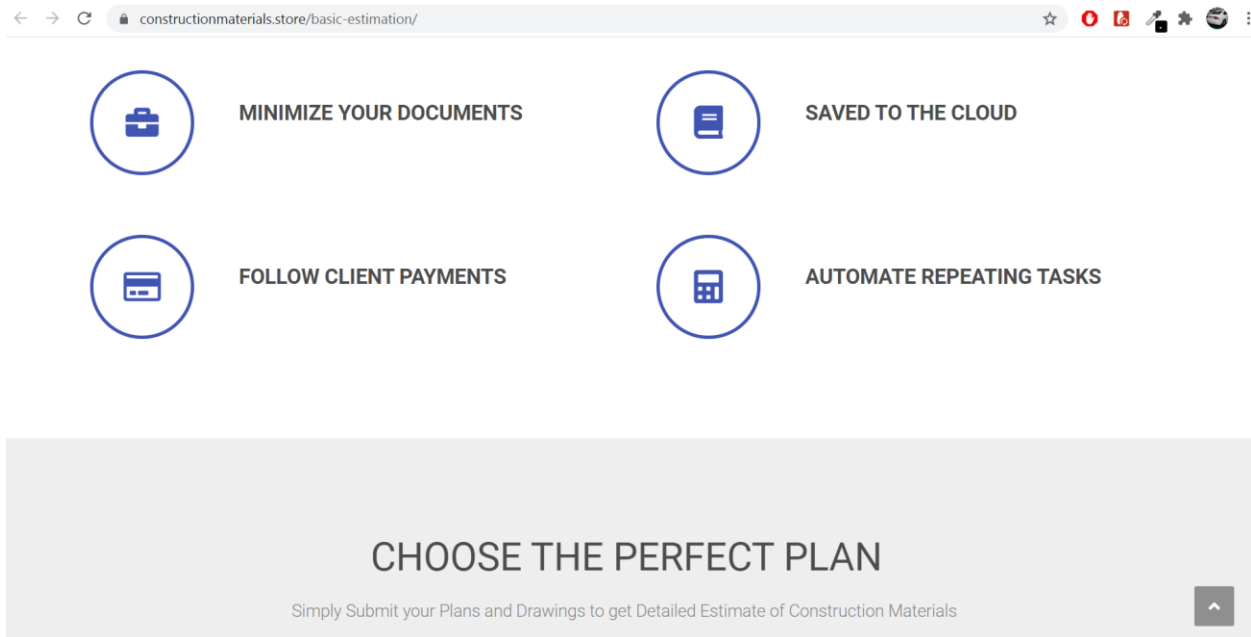 constructionmaterials.store/basic-estimation/
MINIMIZE YOUR DOCUMENTS
SAVED TO THE CLOUD
FOLLOW CLIENT PAYMENTS
AUTOMATE REPEATING TASKS
CHOOSE THE PERFECT PLAN
Simply Submit your Plans and Drawings to get Detailed Estimate of Construction Materials